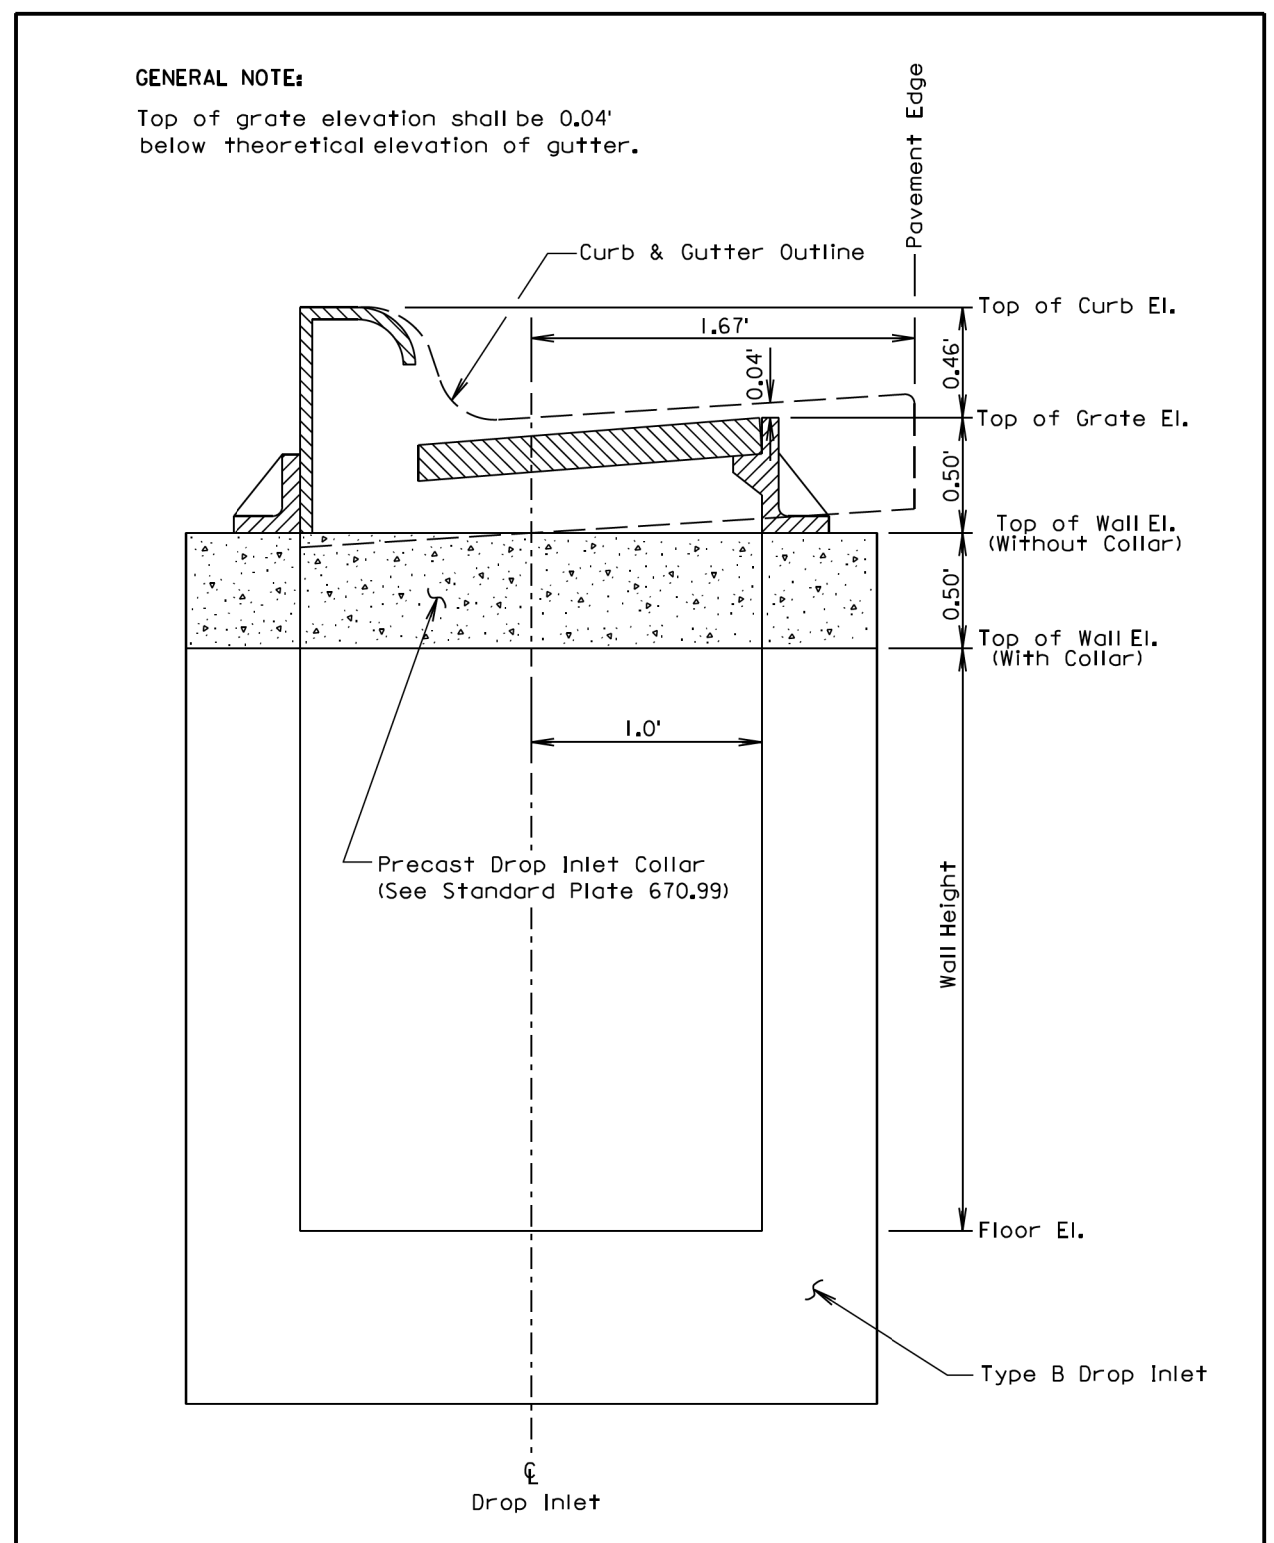 GENERAL NOTE:
Top of grate elevation shall be 0.04'
below theoretical elevation of gutter.
Pavement Edge
Curb & Gutter Outline
Top of Curb El.
1.67'
0.04'
0.46'
Top of Grate El.
0.50'
Top of Wall El.
(Without Collar)
0.50'
Top of Wall El.
(With Collar)
1.0'
Precast Drop Inlet Collar
(See Standard Plate 670.99)
Wall Height
Floor El.
Type B Drop Inlet
℄
Drop Inlet